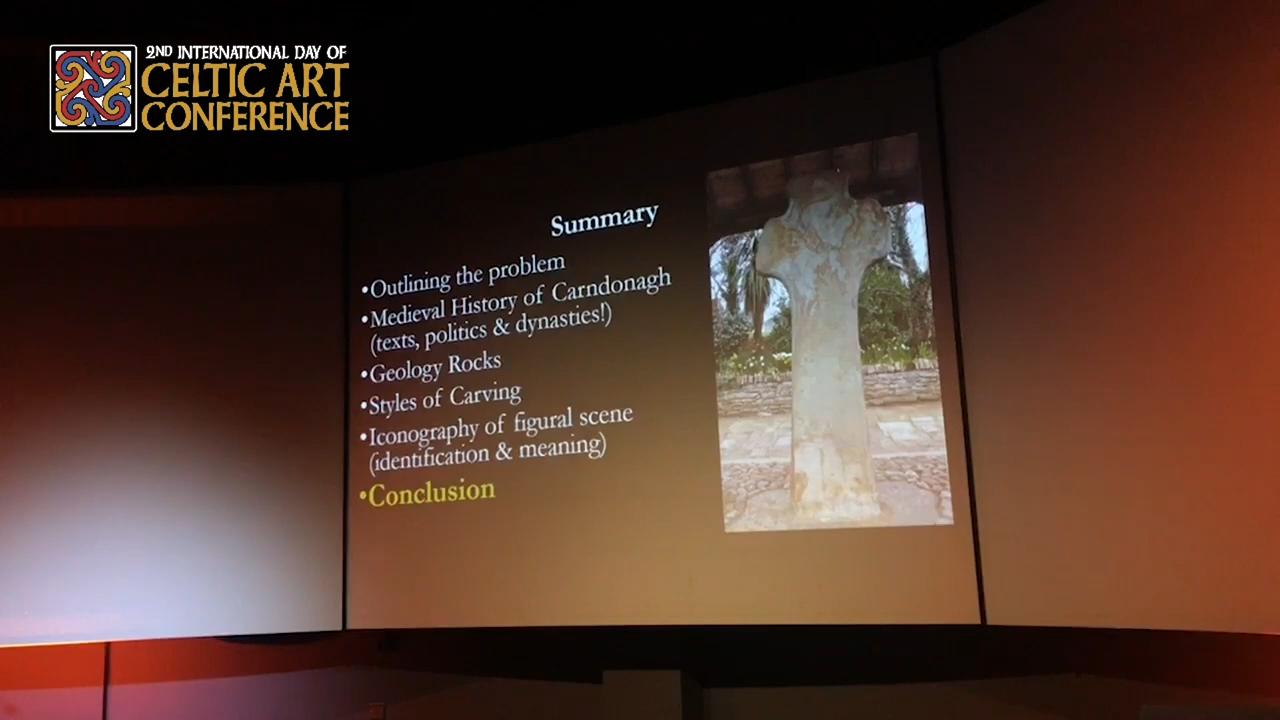 2ND INTERNATIONAL DAY OF
CELTIC ART
CONFERENCE
Summary
•Outlining the problem
•Medieval History of Carndonagh
(texts, politics & dynasties!)
•Geology Rocks
•Styles of Carving
•Iconography of figural scene
(identification & meaning)
•Conclusion